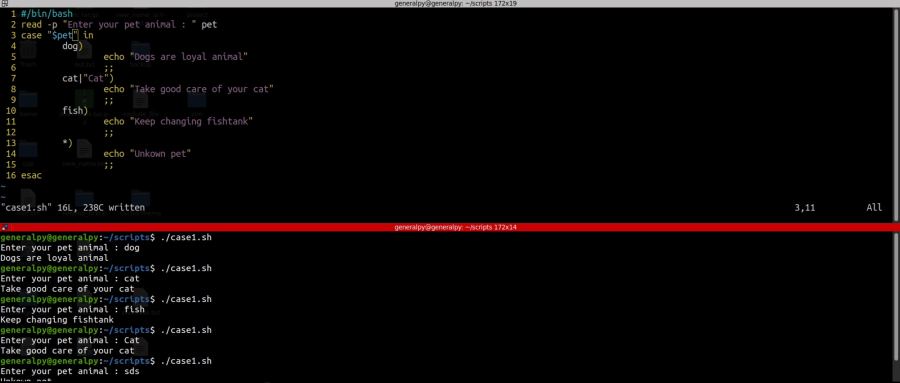 generalpy@generalpy: ~/scripts 172x19
1 #/bin/bash
2 read -p "Enter your pet animal : " pet
3 case "$pet" in
4 dog)
5 echo "Dogs are loyal animal"
6 ;;
7 cat|"Cat")
8 echo "Take good care of your cat"
9 ;;
10 fish)
11 echo "Keep changing fishtank"
12 ;;
13 *)
14 echo "Unkown pet"
15 ;;
16 esac
~
~
"case1.sh" 16L, 238C written 3,11 All
generalpy@generalpy: ~/scripts 172x14
generalpy@generalpy:~/scripts$ ./case1.sh
Enter your pet animal : dog
Dogs are loyal animal
generalpy@generalpy:~/scripts$ ./case1.sh
Enter your pet animal : cat
Take good care of your cat
generalpy@generalpy:~/scripts$ ./case1.sh
Enter your pet animal : fish
Keep changing fishtank
generalpy@generalpy:~/scripts$ ./case1.sh
Enter your pet animal : Cat
Take good care of your cat
generalpy@generalpy:~/scripts$ ./case1.sh
Enter your pet animal : sds
Unkown pet